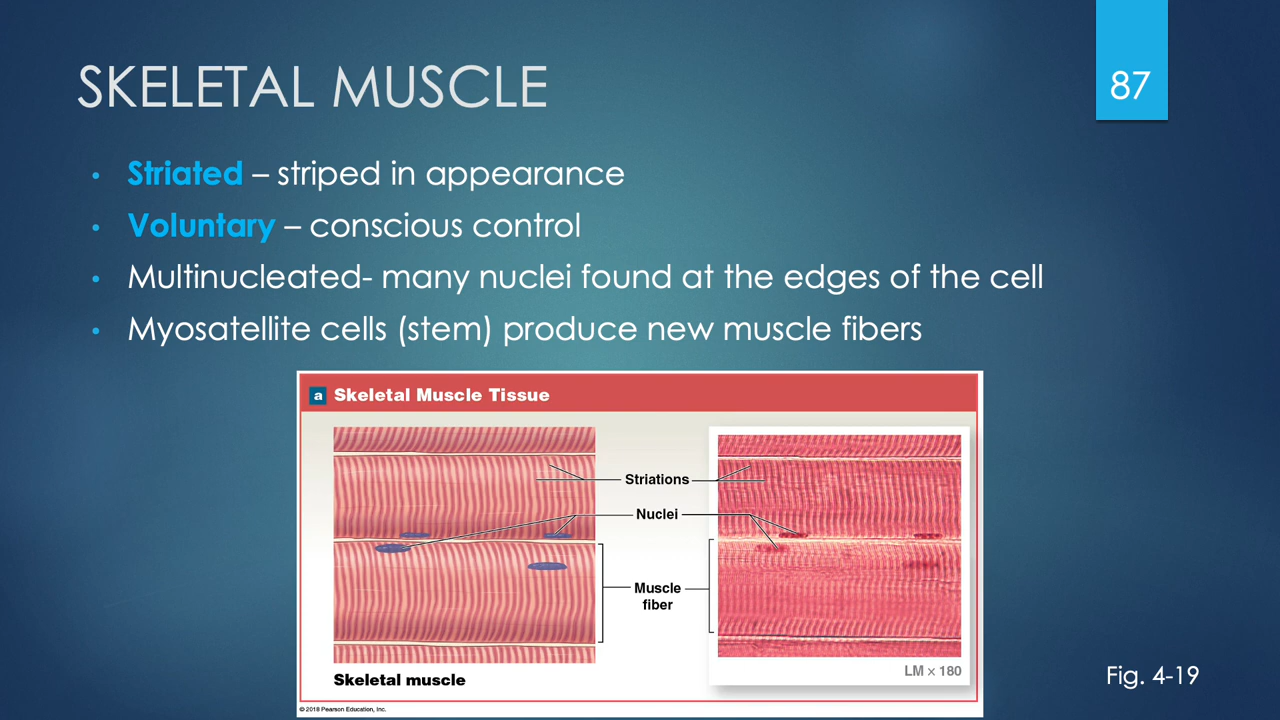 SKELETAL MUSCLE
87
• Striated – striped in appearance
• Voluntary – conscious control
• Multinucleated- many nuclei found at the edges of the cell
• Myosatellite cells (stem) produce new muscle fibers
a Skeletal Muscle Tissue
Striations
Nuclei
Muscle
fiber
LM × 180
Skeletal muscle
Fig. 4-19
© 2018 Pearson Education, Inc.